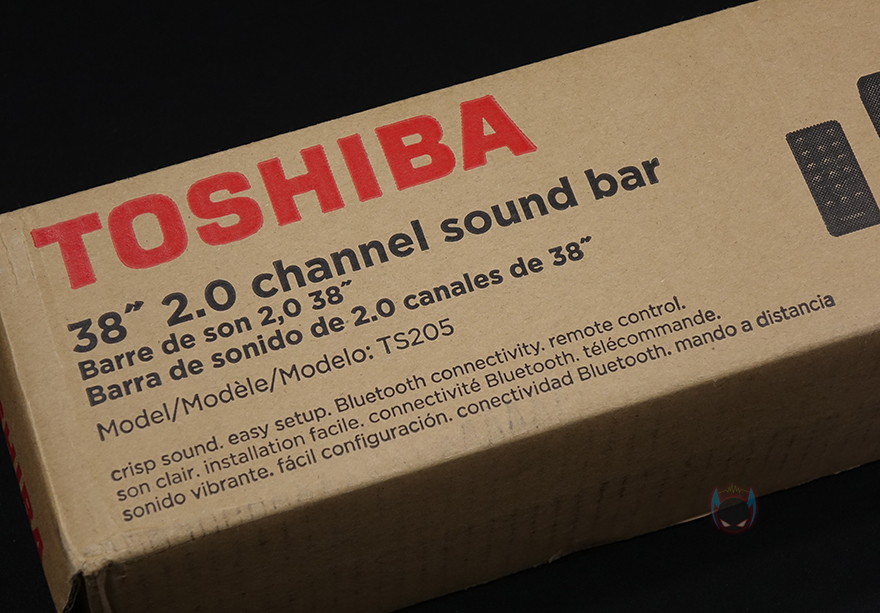 TOSHIBA
38″ 2.0 channel sound bar
Barre de son 2,0 38″
Barra de sonido de 2.0 canales de 38″
Model/Modèle/Modelo: TS205
crisp sound. easy setup. Bluetooth connectivity. remote control.
son clair. installation facile. connectivité Bluetooth. télécommande.
sonido vibrante. fácil configuración. conectividad Bluetooth. mando a distancia